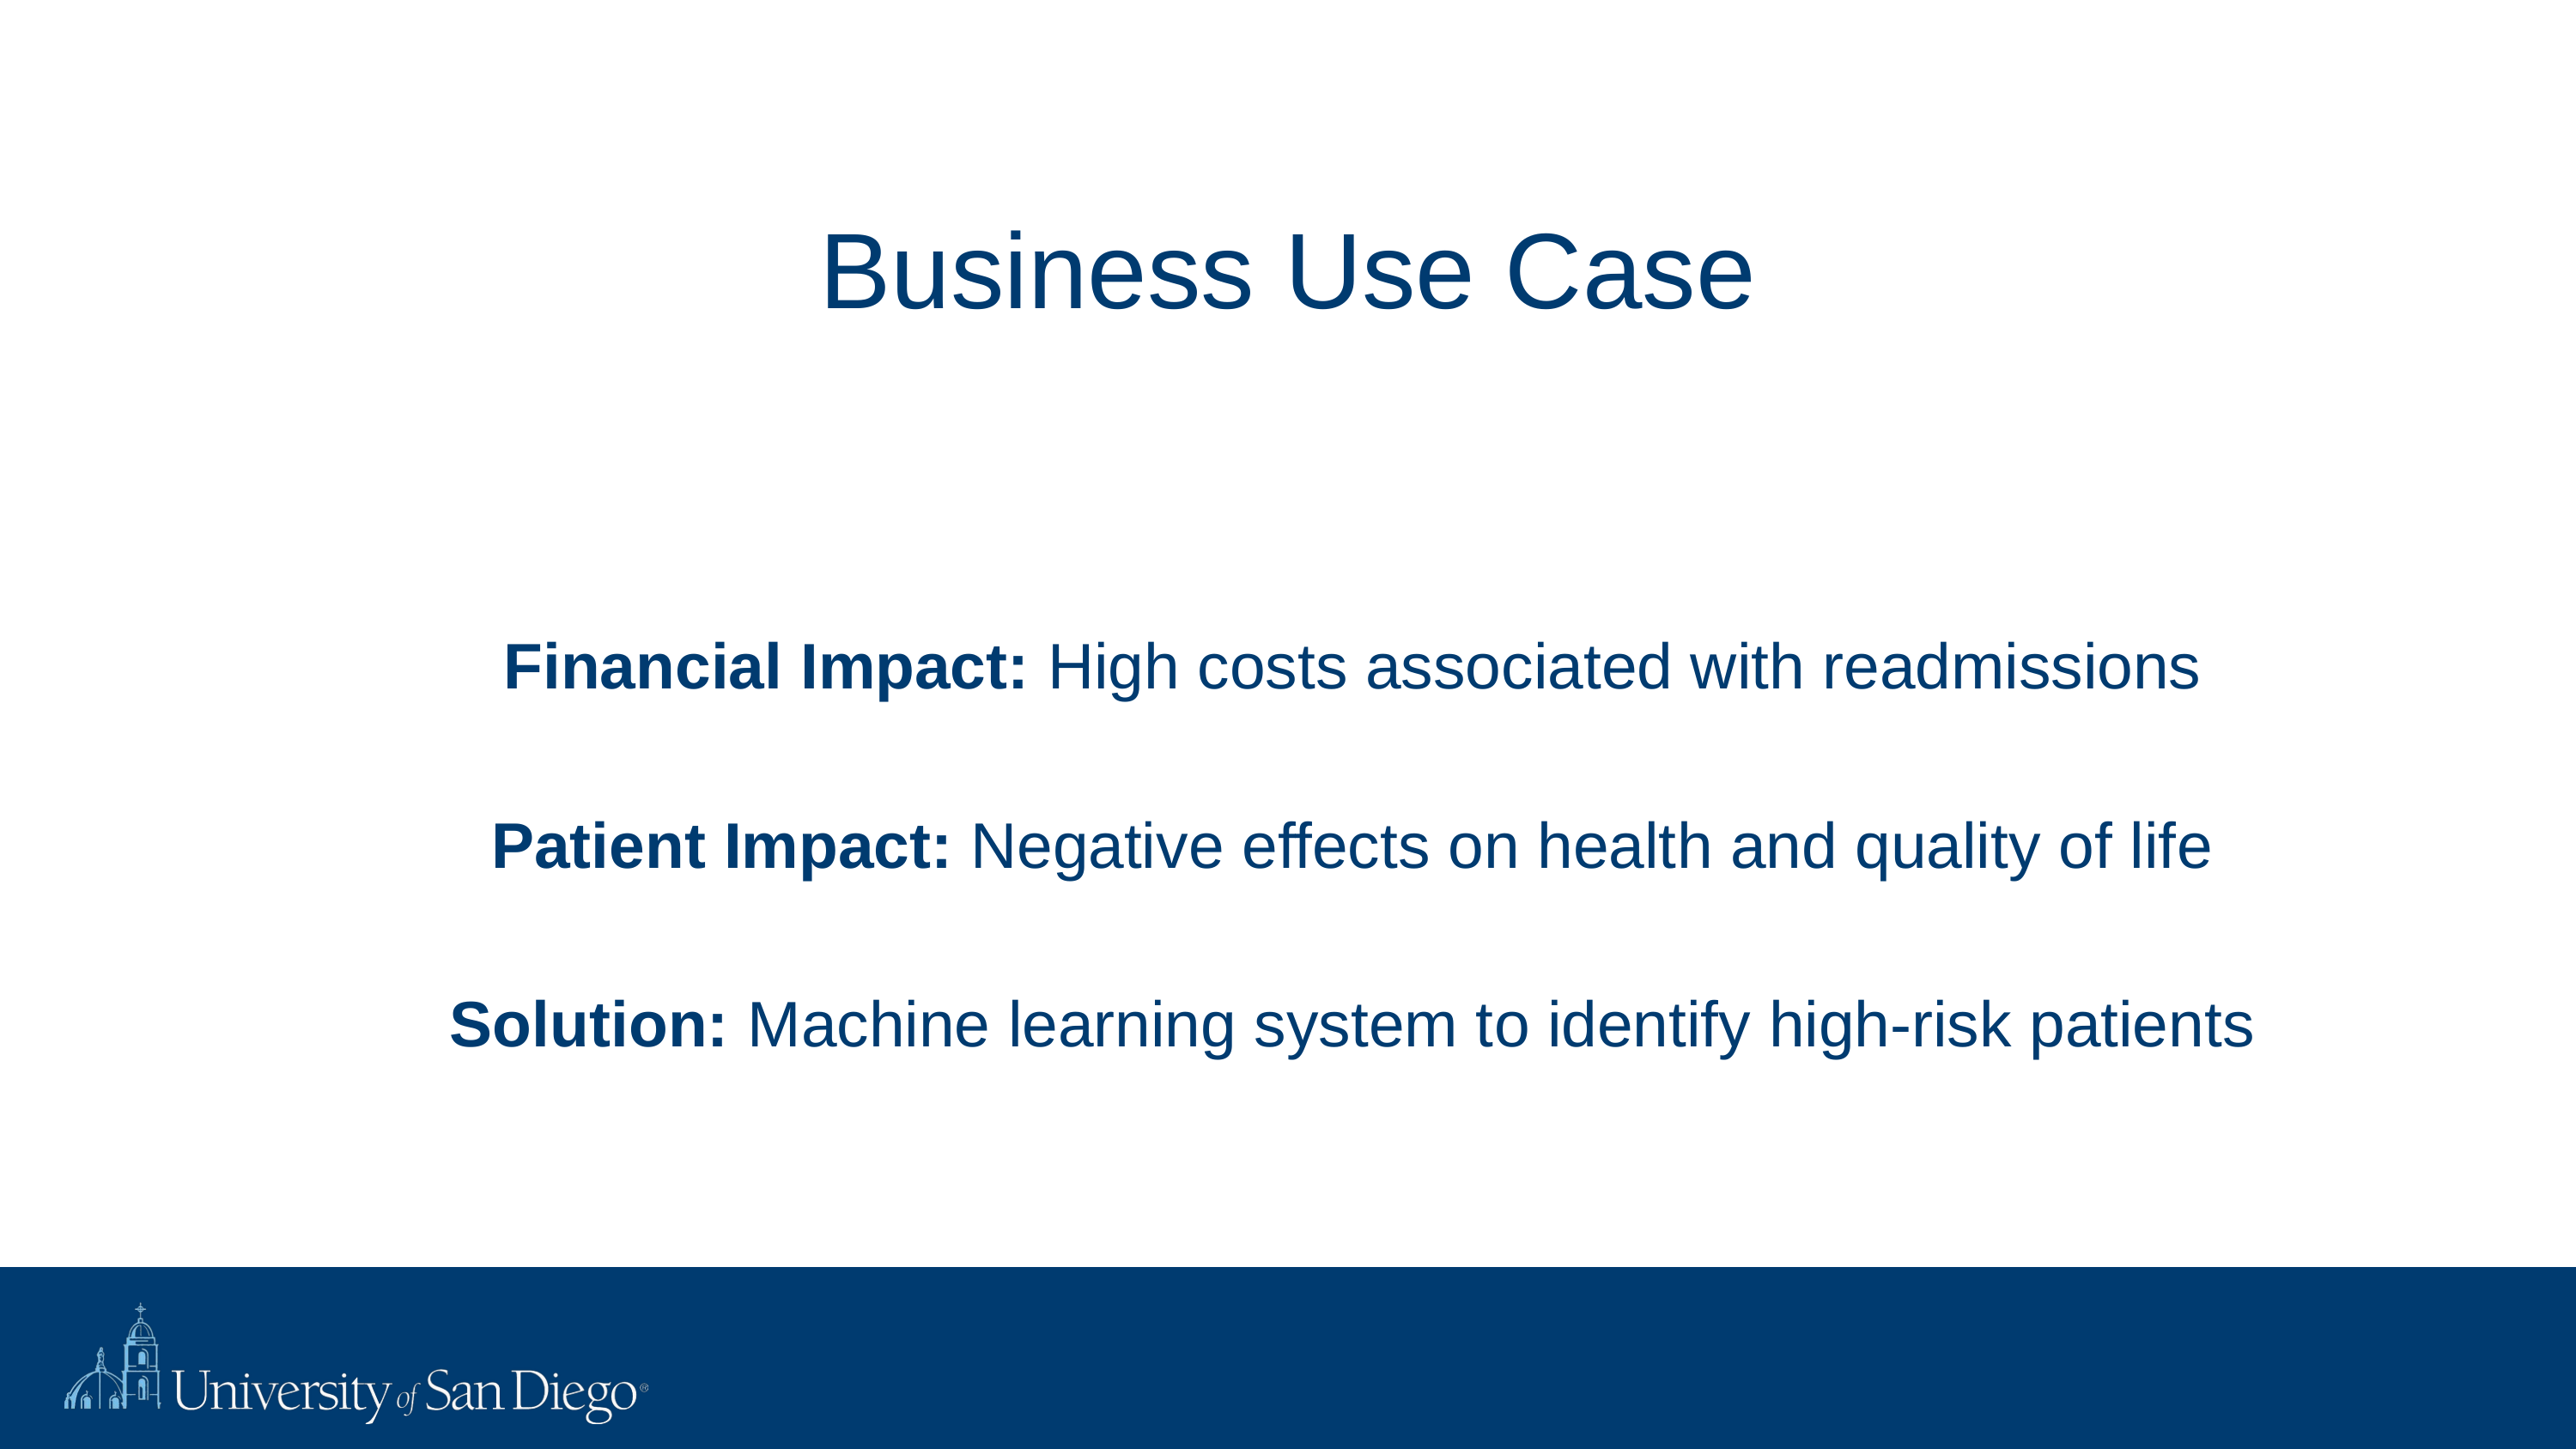 Business Use Case
Financial Impact: High costs associated with readmissions
Patient Impact: Negative effects on health and quality of life
Solution: Machine learning system to identify high-risk patients
University of San Diego®